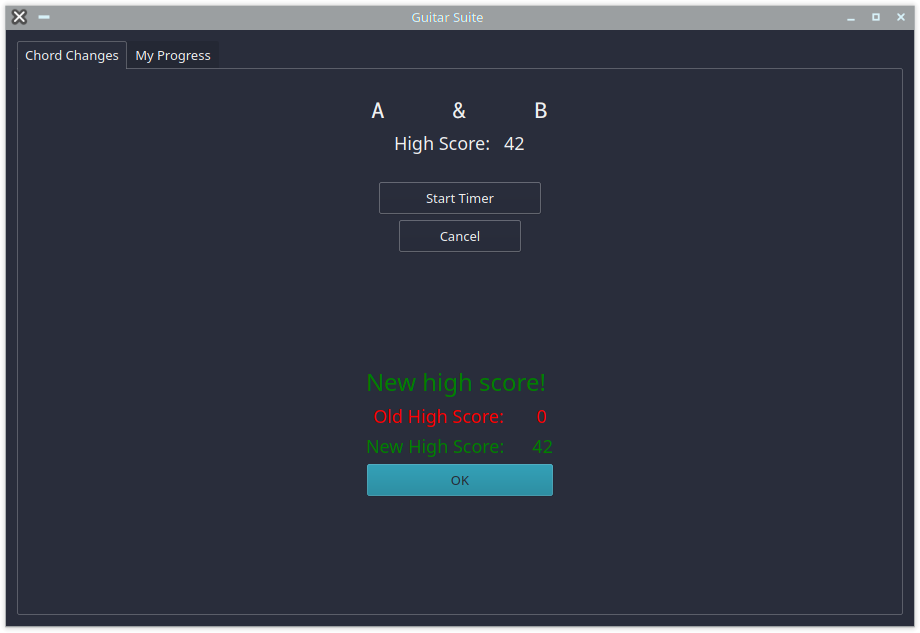 Guitar Suite
Chord Changes My Progress
A & B
High Score: 42
Start Timer
Cancel
New high score!
Old High Score: 0
New High Score: 42
OK